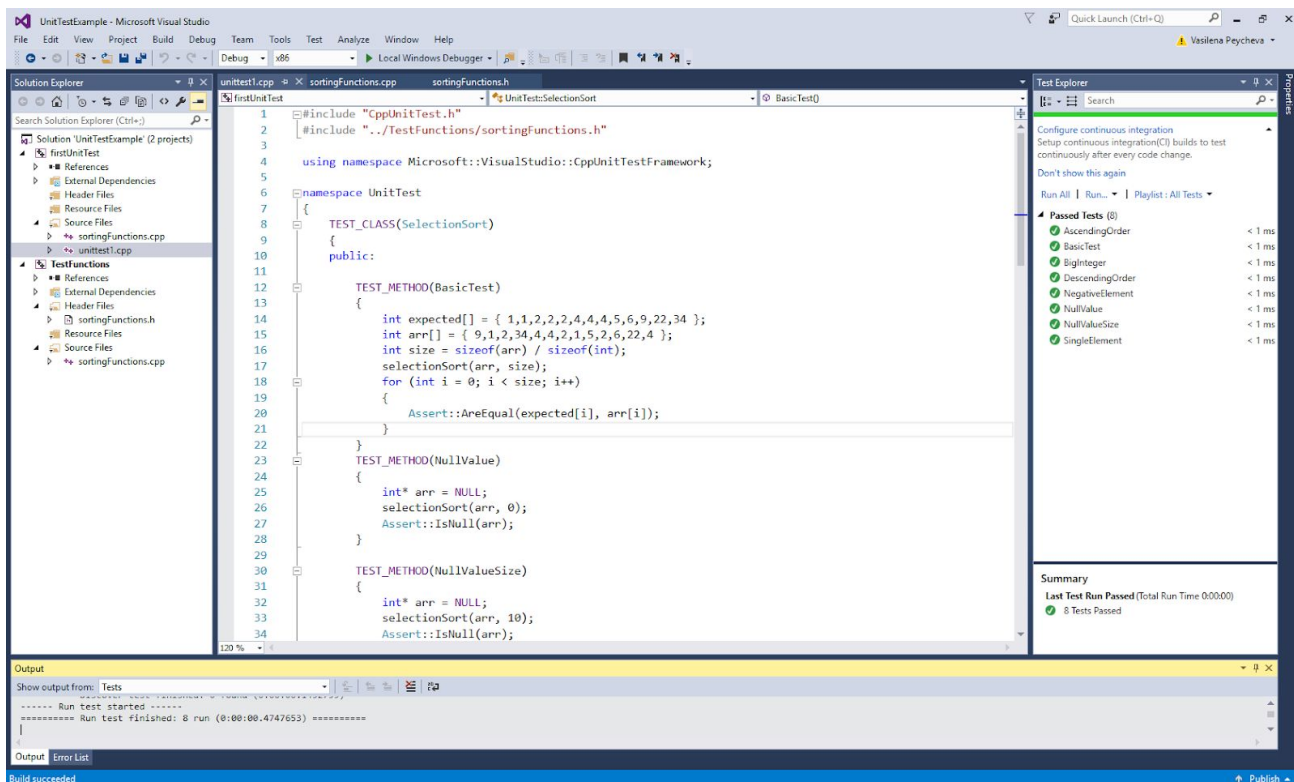 UnitTestExample - Microsoft Visual Studio
Quick Launch (Ctrl+Q)
File Edit View Project Build Debug Team Tools Test Analyze Window Help
Vasilena Peycheva
Debug x86 Local Windows Debugger
Solution Explorer
Search Solution Explorer (Ctrl+;)
Solution 'UnitTestExample' (2 projects)
firstUnitTest
References
External Dependencies
Header Files
Resource Files
Source Files
sortingFunctions.cpp
unittest1.cpp
TestFunctions
References
External Dependencies
Header Files
sortingFunctions.h
Resource Files
Source Files
sortingFunctions.cpp
unittest1.cpp sortingFunctions.cpp sortingFunctions.h
firstUnitTest UnitTest::SelectionSort BasicTest()
1 #include "CppUnitTest.h"
2 #include "../TestFunctions/sortingFunctions.h"
3
4 using namespace Microsoft::VisualStudio::CppUnitTestFramework;
5
6 namespace UnitTest
7 {
8 TEST_CLASS(SelectionSort)
9 {
10 public:
11
12 TEST_METHOD(BasicTest)
13 {
14 int expected[] = { 1,1,2,2,2,4,4,4,5,6,9,22,34 };
15 int arr[] = { 9,1,2,34,4,4,2,1,5,2,6,22,4 };
16 int size = sizeof(arr) / sizeof(int);
17 selectionSort(arr, size);
18 for (int i = 0; i < size; i++)
19 {
20 Assert::AreEqual(expected[i], arr[i]);
21 }
22 }
23 TEST_METHOD(NullValue)
24 {
25 int* arr = NULL;
26 selectionSort(arr, 0);
27 Assert::IsNull(arr);
28 }
29
30 TEST_METHOD(NullValueSize)
31 {
32 int* arr = NULL;
33 selectionSort(arr, 10);
34 Assert::IsNull(arr);
120 %
Test Explorer
Search
Configure continuous integration
Setup continuous integration(CI) builds to test
continuously after every code change.
Don't show this again
Run All | Run... | Playlist : All Tests
Passed Tests (8)
AscendingOrder < 1 ms
BasicTest < 1 ms
BigInteger < 1 ms
DescendingOrder < 1 ms
NegativeElement < 1 ms
NullValue < 1 ms
NullValueSize < 1 ms
SingleElement < 1 ms
Summary
Last Test Run Passed (Total Run Time 0:00:00)
8 Tests Passed
Properties
Output
Show output from: Tests
------ Run test started ------
========== Run test finished: 8 run (0:00:00.4747653) ==========
Output Error List
Build succeeded
Publish